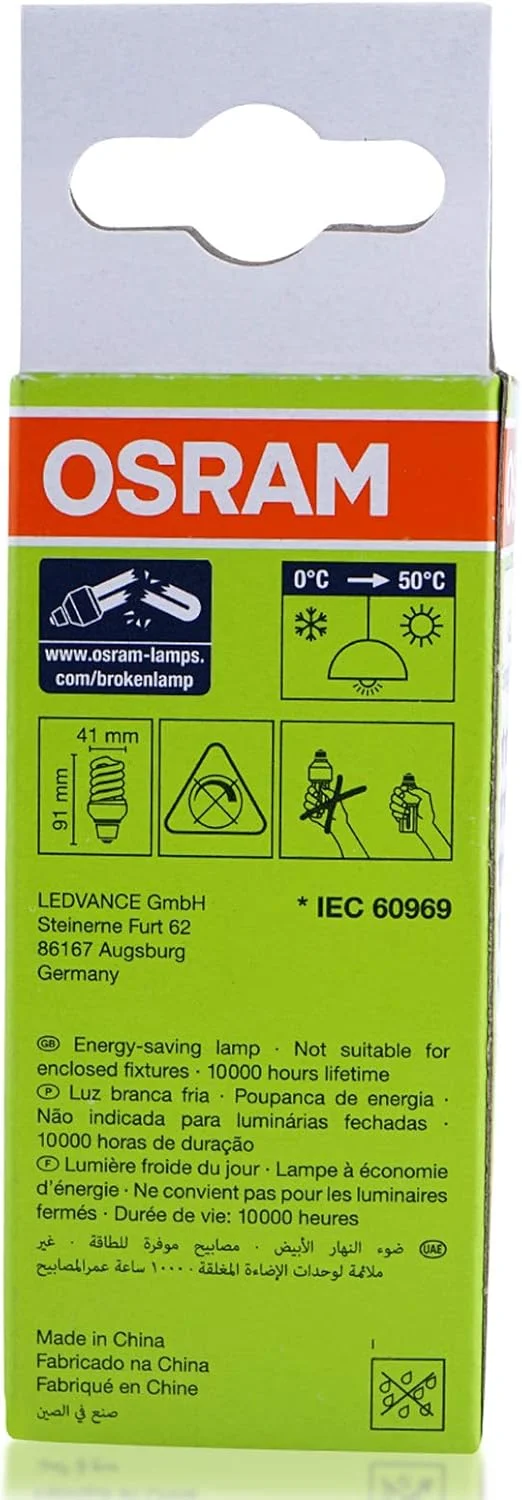 OSRAM
www.osram-lamps.
com/brokenlamp
0°C → 50°C
41 mm
91 mm
LEDVANCE GmbH
Steinerne Furt 62
86167 Augsburg
Germany
* IEC 60969
GB Energy-saving lamp · Not suitable for
enclosed fixtures · 10000 hours lifetime
P Luz branca fria · Poupanca de energia ·
Não indicada para luminárias fechadas ·
10000 horas de duração
F Lumière froide du jour · Lampe à économie
d'énergie · Ne convient pas pour les luminaires
fermés · Durée de vie: 10000 heures
UAE ضوء النهار الأبيض · مصابيح موفرة للطاقة · غير
ملائمة لوحدات الإضاءة المغلقة · ١٠٠٠٠ ساعة عمرالمصابيح
Made in China
Fabricado na China
Fabriqué en Chine
صنع في الصين
I